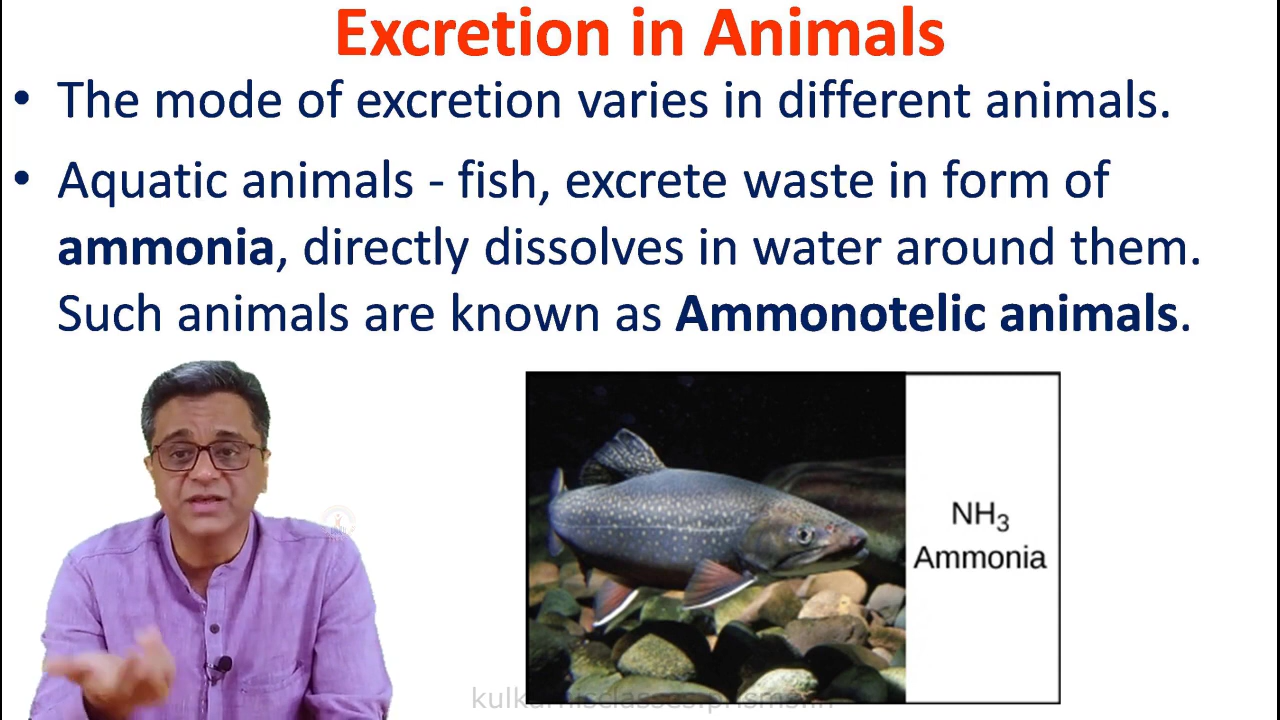 Excretion in Animals
• The mode of excretion varies in different animals.
• Aquatic animals - fish, excrete waste in form of
ammonia, directly dissolves in water around them.
Such animals are known as Ammonotelic animals.
NH₃
Ammonia